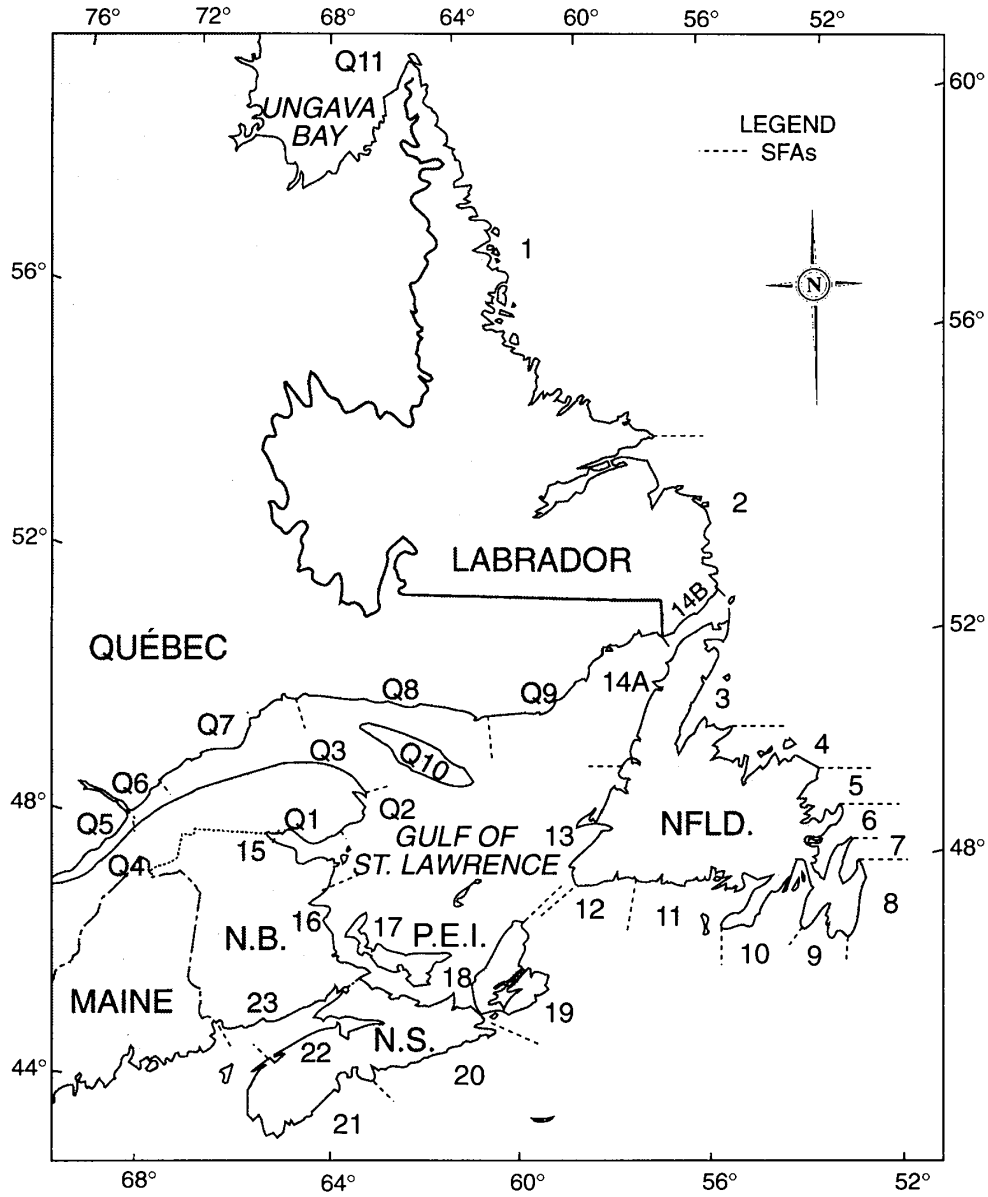 76° 72° 68° 64° 60° 56° 52°
Q11
60°
UNGAVA
BAY
LEGEND
SFAs
1
N
56°
56°
2
52°
LABRADOR
14B
52°
QUÉBEC
14A
Q8
Q9
3
Q7
Q3
Q10
4
Q6
5
48°
Q2
Q5
Q1
GULF OF
ST. LAWRENCE
13
NFLD.
6
15
7
48°
Q4
12
11
8
16
17
P.E.I.
10
9
N.B.
18
MAINE
23
19
22
N.S.
44°
20
21
68° 64° 60° 56° 52°